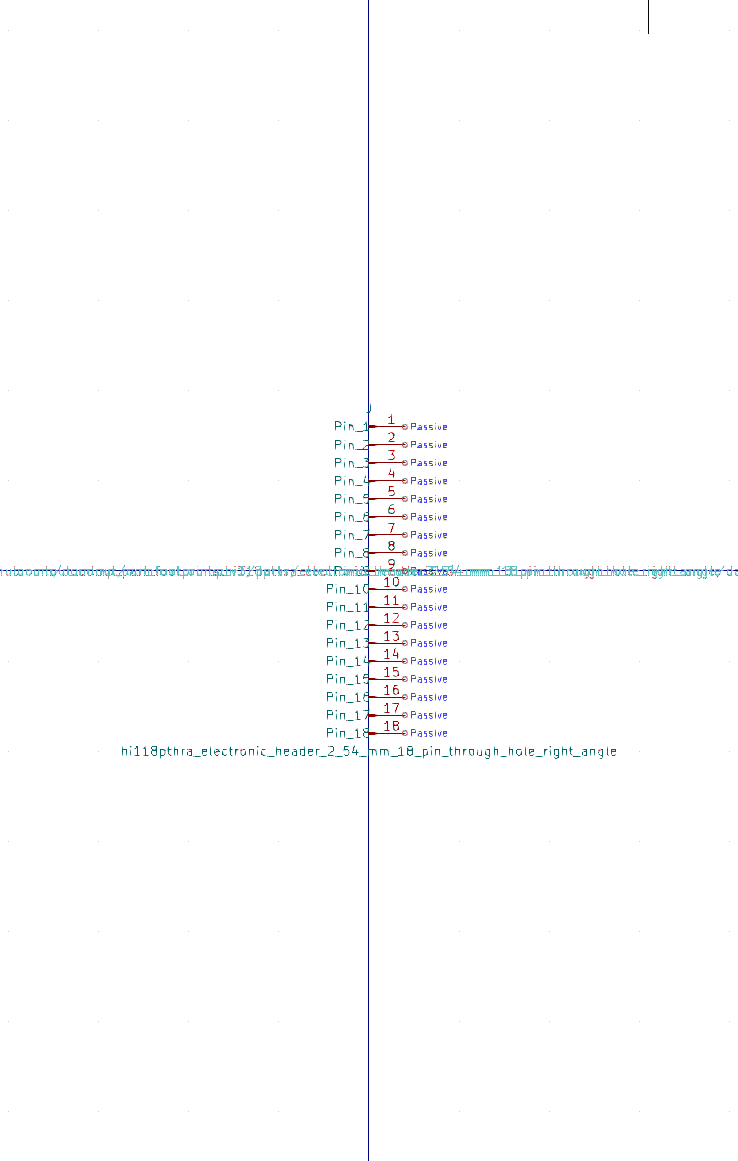 J
Pin_1 1 Passive
Pin_2 2 Passive
Pin_3 3 Passive
Pin_4 4 Passive
Pin_5 5 Passive
Pin_6 6 Passive
Pin_7 7 Passive
Pin_8 8 Passive
9
Pin_10 10 Passive
Pin_11 11 Passive
Pin_12 12 Passive
Pin_13 13 Passive
Pin_14 14 Passive
Pin_15 15 Passive
Pin_16 16 Passive
Pin_17 17 Passive
Pin_18 18 Passive
hi118pthra_electronic_header_2_54_mm_18_pin_through_hole_right_angle